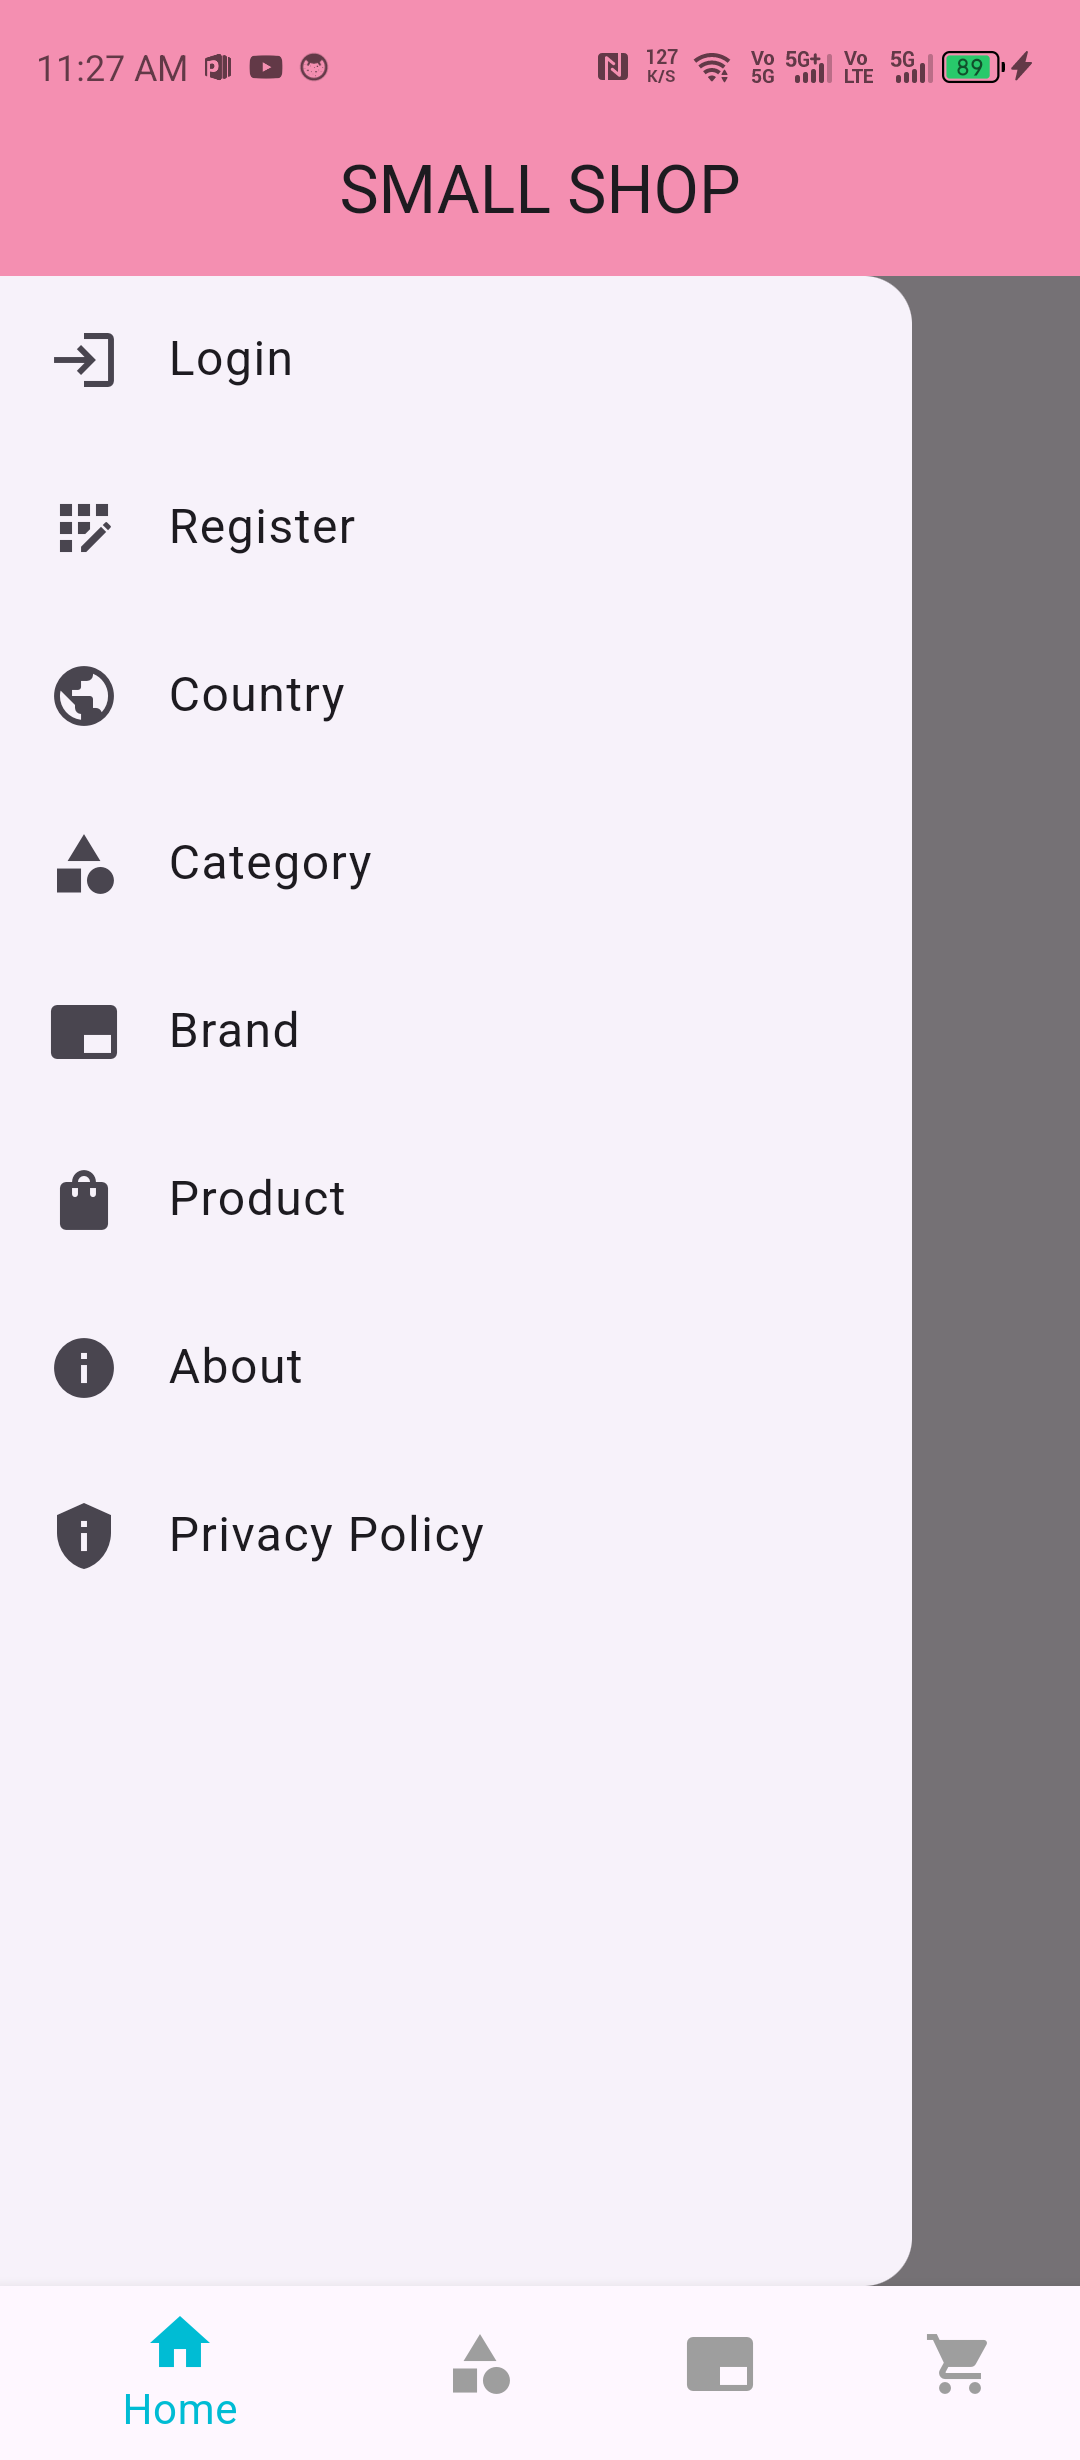 11:27 AM
127
K/S
Vo
5G
5G+
Vo
LTE
5G
89
SMALL SHOP
Login
Register
Country
Category
Brand
Product
About
Privacy Policy
Home